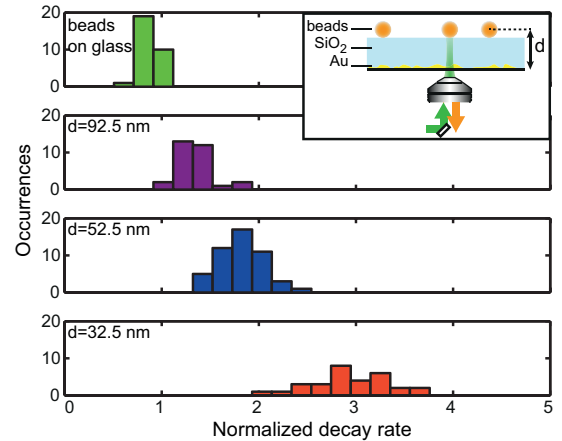 20
10
0
beads
on glass
beads
SiO2
Au
d
20
10
0
d=92.5 nm
20
10
0
d=52.5 nm
20
10
0
d=32.5 nm
0 1 2 3 4 5
Occurrences
Normalized decay rate